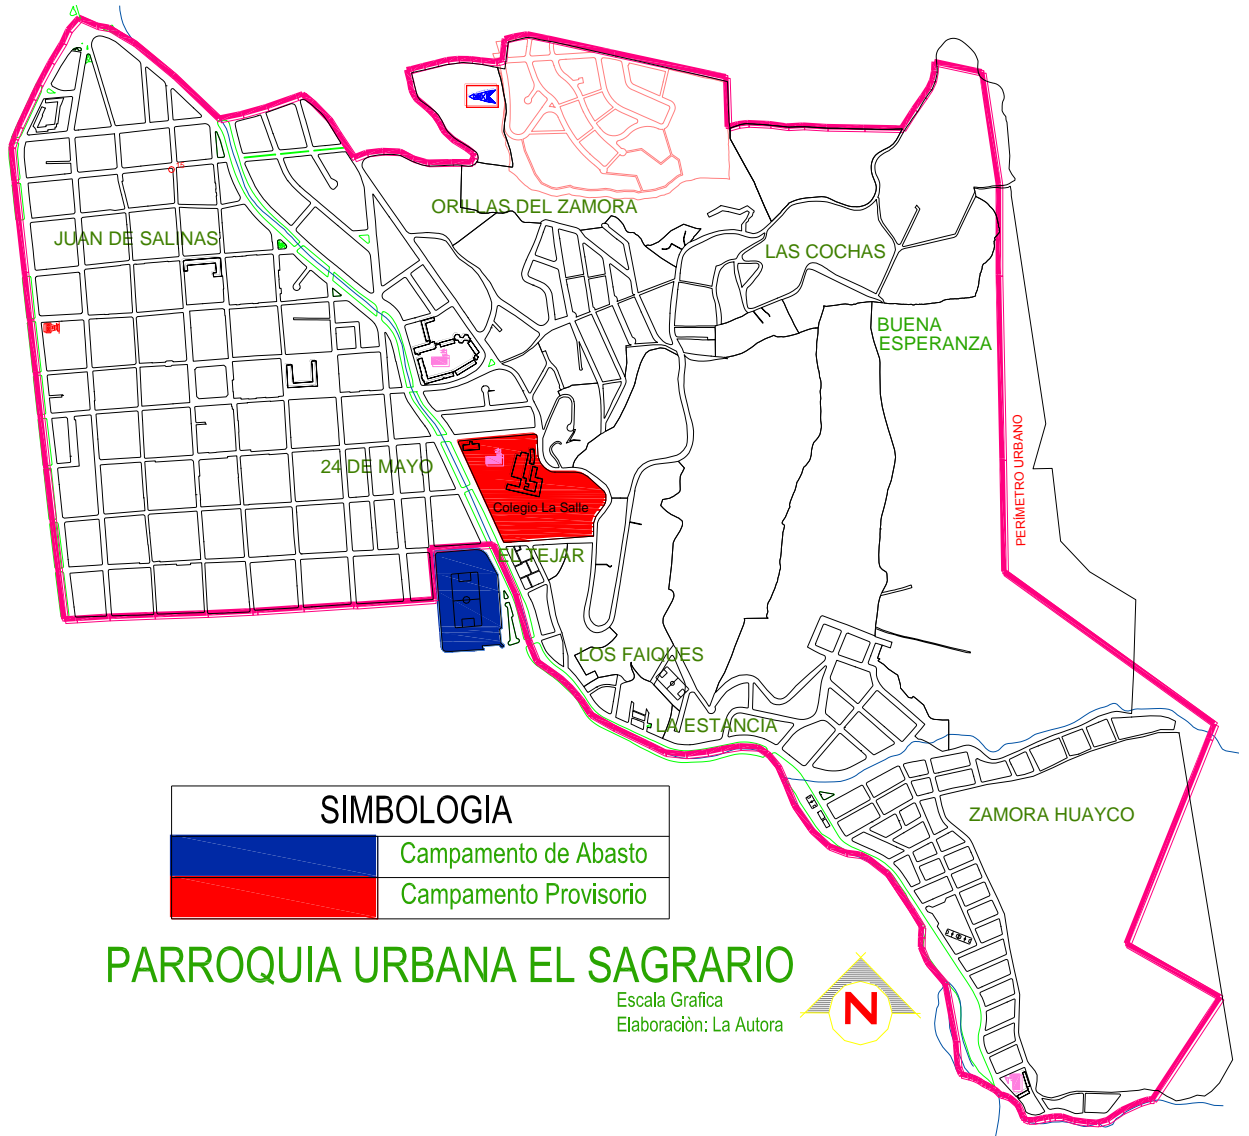 ORILLAS DEL ZAMORA
JUAN DE SALINAS
LAS COCHAS
BUENA
ESPERANZA
PERÍMETRO URBANO
24 DE MAYO
Colegio La Salle
EL TEJAR
LOS FAIQUES
LA ESTANCIA
ZAMORA HUAYCO
SIMBOLOGIA
Campamento de Abasto
Campamento Provisorio
PARROQUIA URBANA EL SAGRARIO
Escala Grafica
Elaboraciòn: La Autora
N